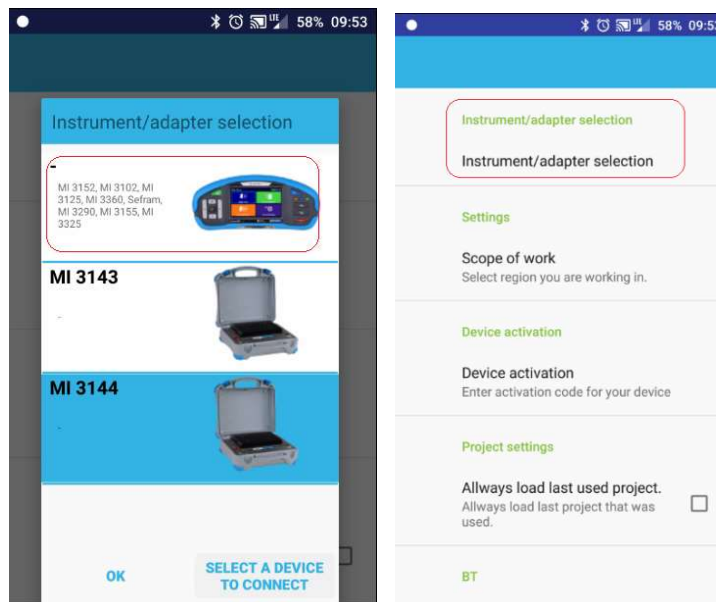 58% 09:53
Instrument/adapter selection
-
MI 3152, MI 3102, MI
3125, MI 3360, Sefram,
MI 3290, MI 3155, MI
3325
MI 3143
-
MI 3144
-
OK
SELECT A DEVICE
TO CONNECT
58% 09:53
Instrument/adapter selection
Instrument/adapter selection
Settings
Scope of work
Select region you are working in.
Device activation
Device activation
Enter activation code for your device
Project settings
Allways load last used project.
Allways load last project that was
used.
BT